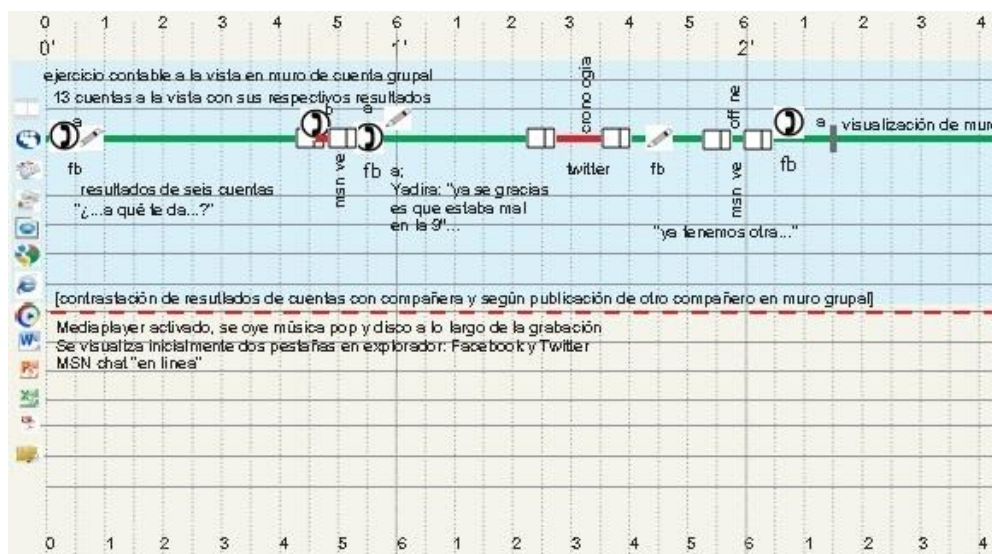 0 1 2 3 4 5 6 1 2 3 4 5 6 1 2 3 4
0' 1' 2'
ejercicio contable a la vista en muro de cuenta grupal
13 cuentas a la vista con sus respectivos resultados
a b a a visualización de muro
fb msn ve fb twitter fb msn ve fb
resultados de seis cuentas
"¿...a qué te da...?"
a:
Yadira: "ya se gracias
es que estaba mal
en la 9"...
"ya tenemos otra..."
[contrastación de resultados de cuentas con compañera y según publicación de otro compañero en muro grupal]
Mediaplayer activado, se oye música pop y disco a lo largo de la grabación
Se visualiza inicialmente dos pestañas en explorador: Facebook y Twitter
MSN chat "en linea"
0 1 2 3 4 5 6 1 2 3 4 5 6 1 2 3 4